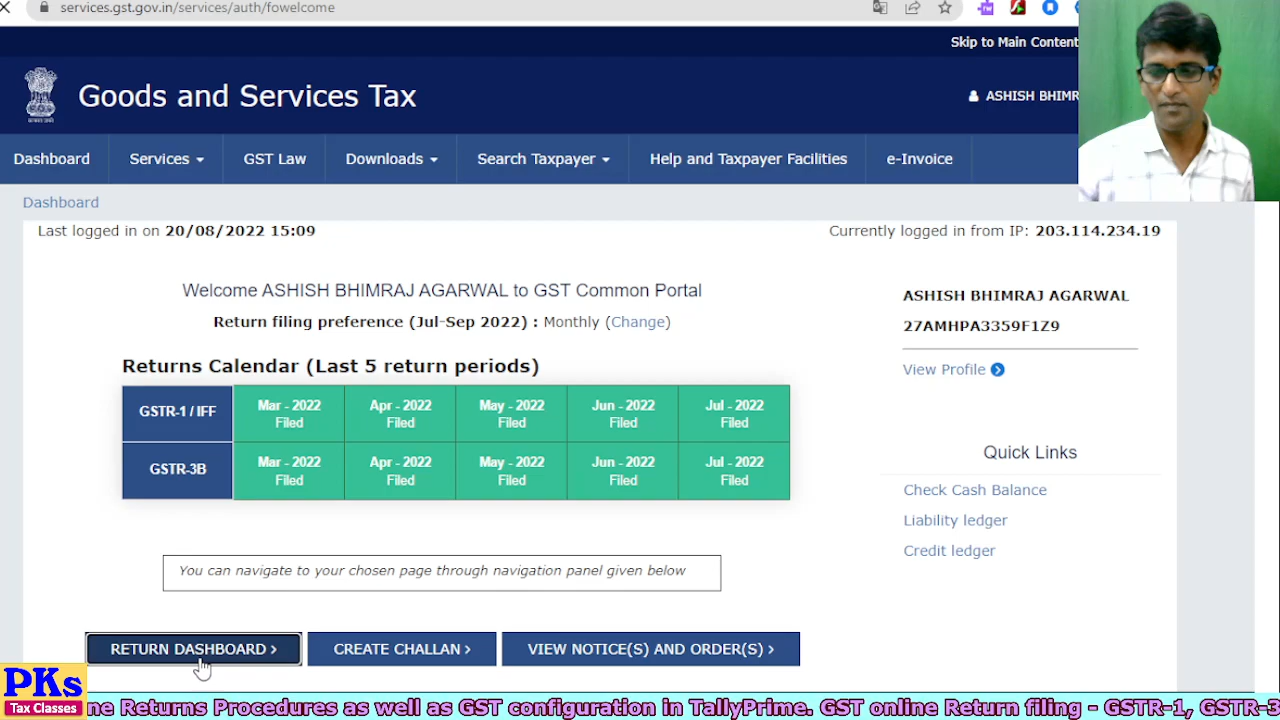 services.gst.gov.in/services/auth/fowelcome
Skip to Main Content
Goods and Services Tax
ASHISH BHIMR
Dashboard
Services
GST Law
Downloads
Search Taxpayer
Help and Taxpayer Facilities
e-Invoice
Dashboard
Last logged in on 20/08/2022 15:09
Currently logged in from IP: 203.114.234.19
Welcome ASHISH BHIMRAJ AGARWAL to GST Common Portal
Return filing preference (Jul-Sep 2022) : Monthly (Change)
ASHISH BHIMRAJ AGARWAL
27AMHPA3359F1Z9
View Profile
Returns Calendar (Last 5 return periods)
GSTR-1 / IFF
Mar - 2022
Filed
Apr - 2022
Filed
May - 2022
Filed
Jun - 2022
Filed
Jul - 2022
Filed
GSTR-3B
Mar - 2022
Filed
Apr - 2022
Filed
May - 2022
Filed
Jun - 2022
Filed
Jul - 2022
Filed
Quick Links
Check Cash Balance
Liability ledger
Credit ledger
You can navigate to your chosen page through navigation panel given below
RETURN DASHBOARD >
CREATE CHALLAN >
VIEW NOTICE(S) AND ORDER(S) >
PKs
Tax Classes
ne Returns Procedures as well as GST configuration in TallyPrime. GST online Return filing - GSTR-1, GSTR-3